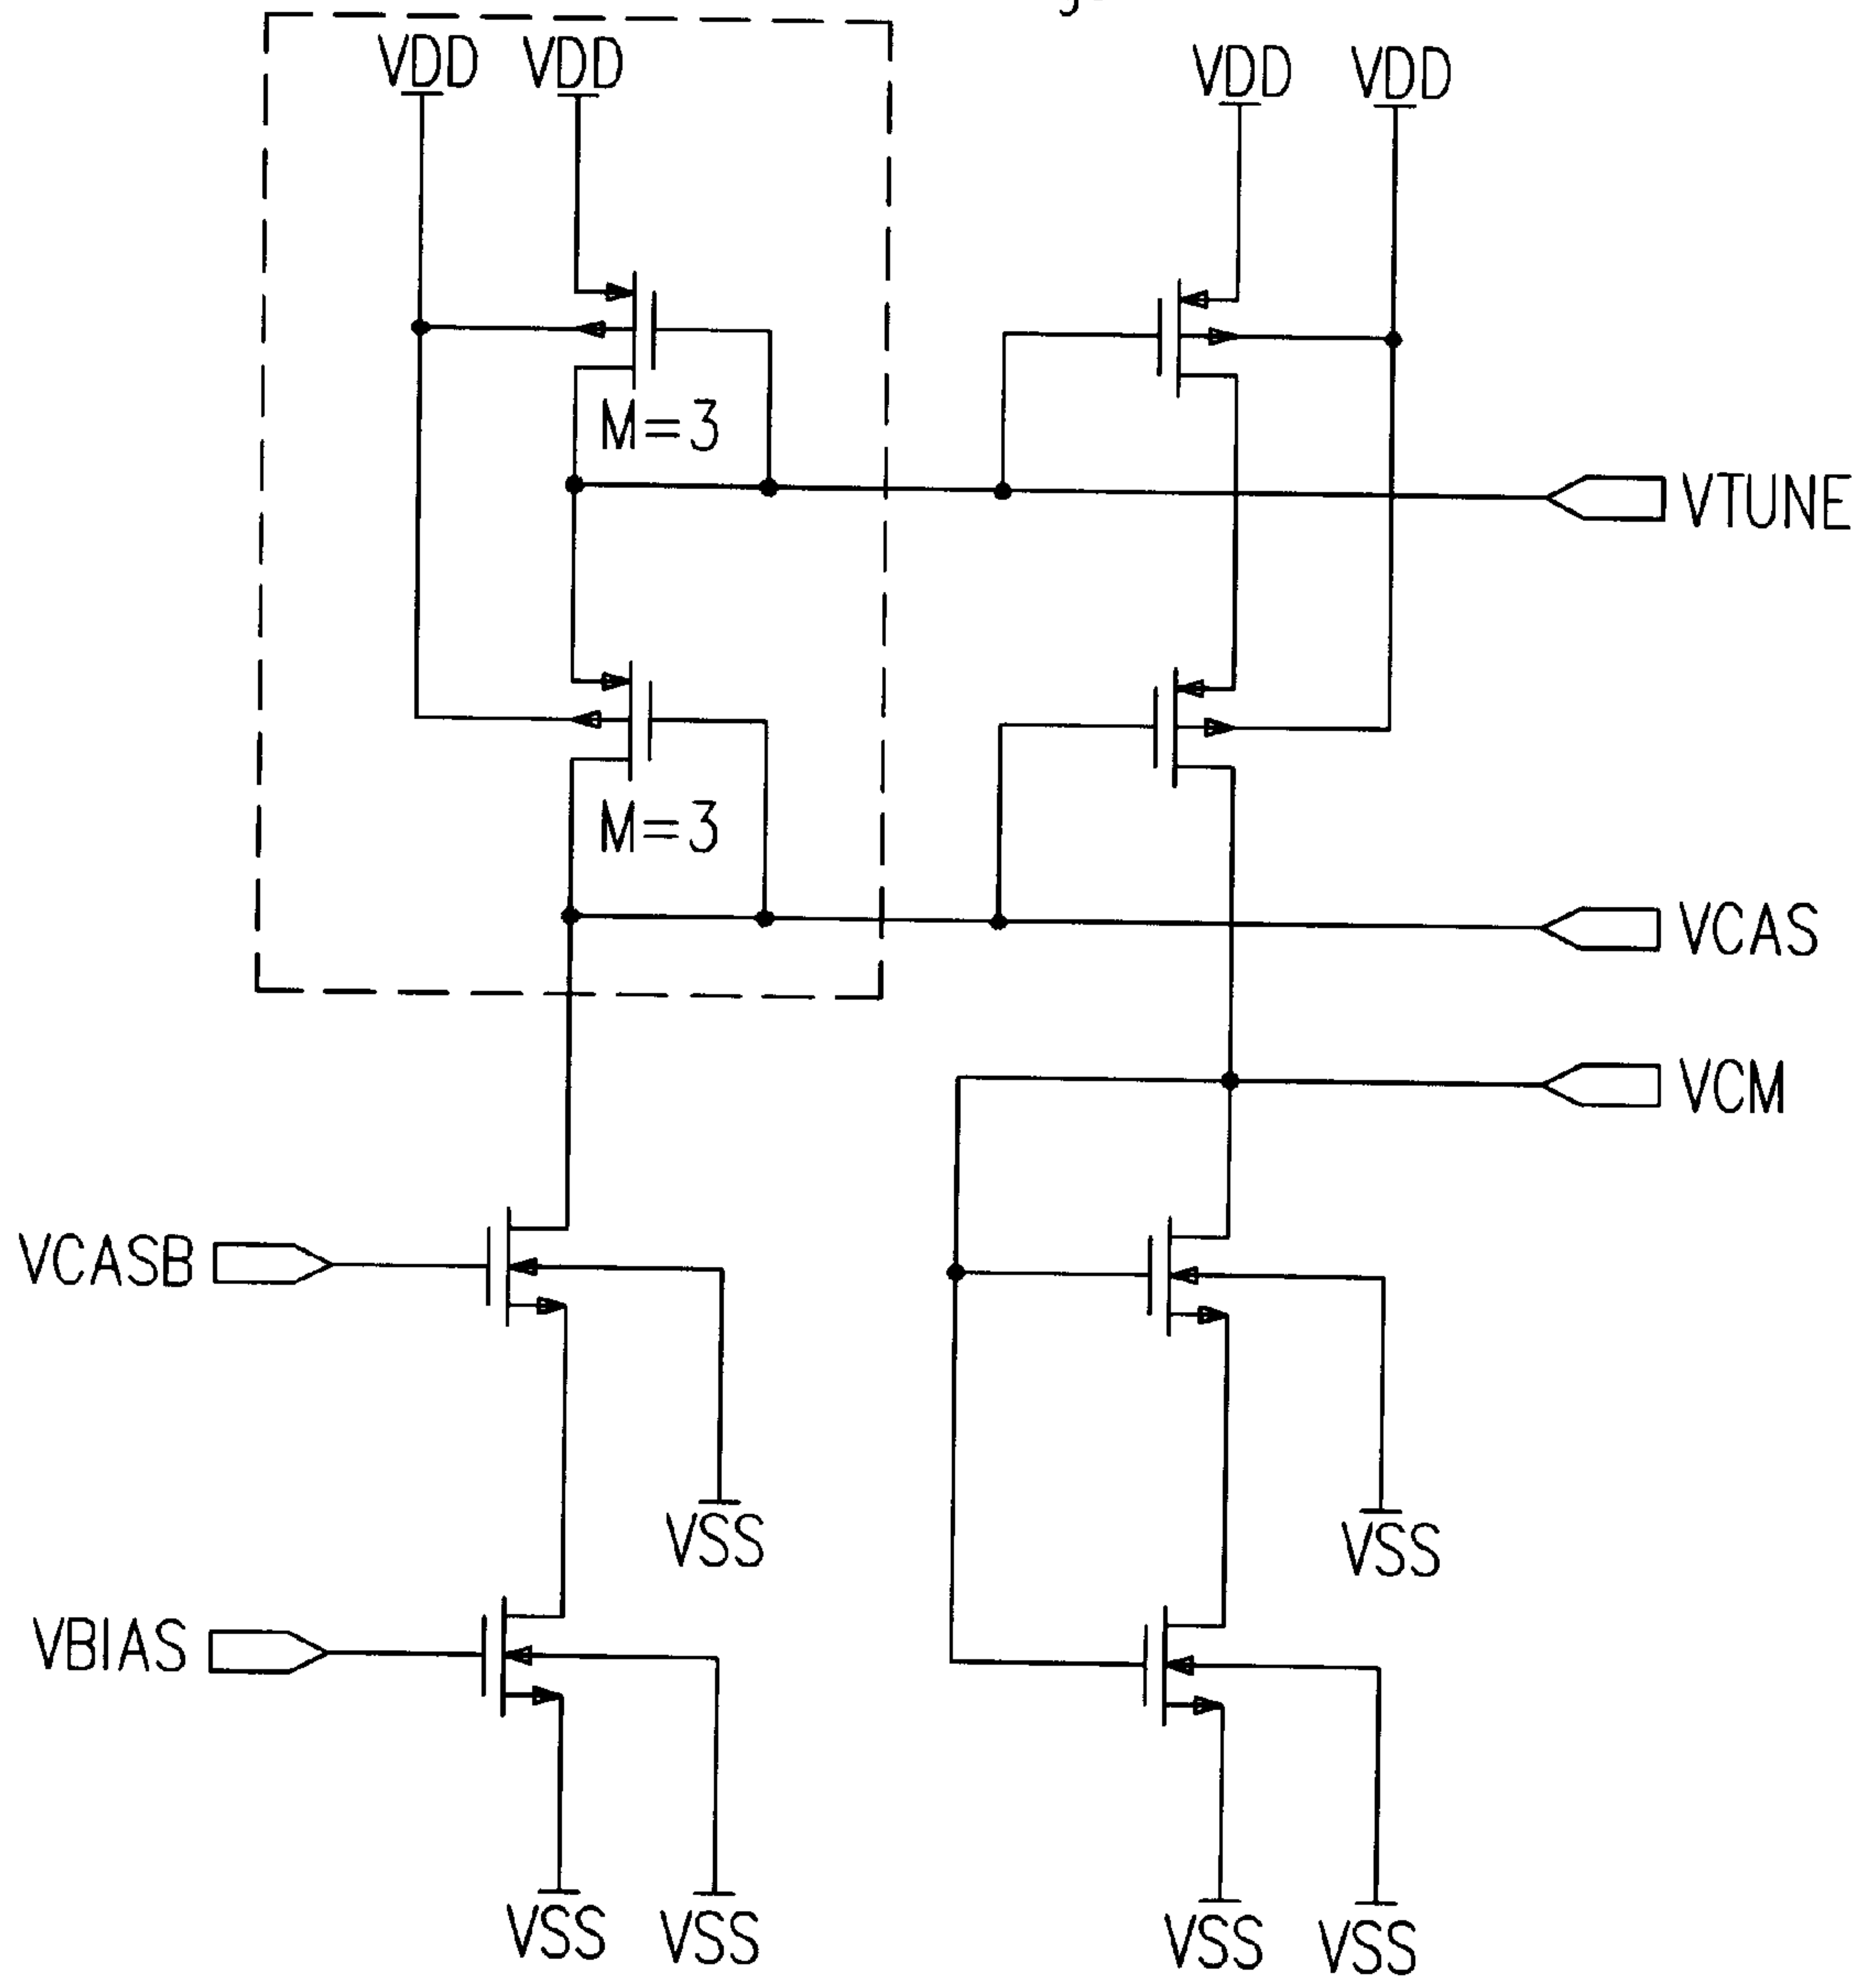 VDD VDD VDD VDD
M=3
VTUNE
M=3
VCAS
VCM
VCASB
VSS
VSS
VBIAS
VSS VSS VSS VSS